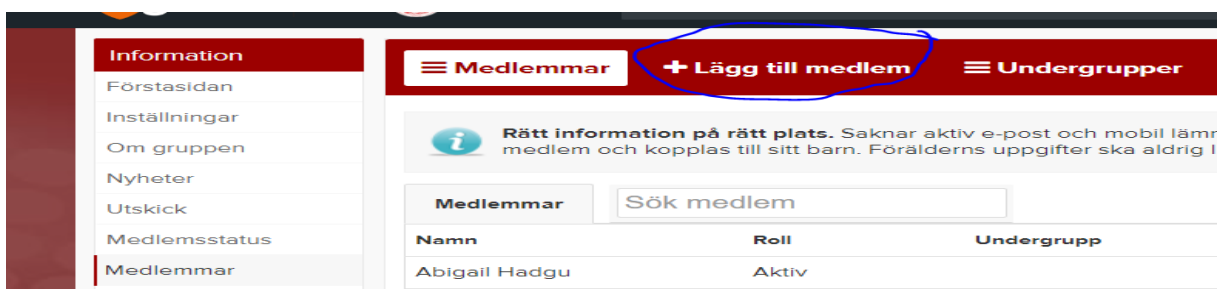 Information
Förstasidan
Inställningar
Om gruppen
Nyheter
Utskick
Medlemsstatus
Medlemmar
Medlemmar
Lägg till medlem
Undergrupper
Rätt information på rätt plats. Saknar aktiv e-post och mobil
medlem och kopplas till sitt barn. Förälderns uppgifter ska aldrig
Medlemmar
Sök medlem
Namn Roll Undergrupp
Abigail Hadgu Aktiv